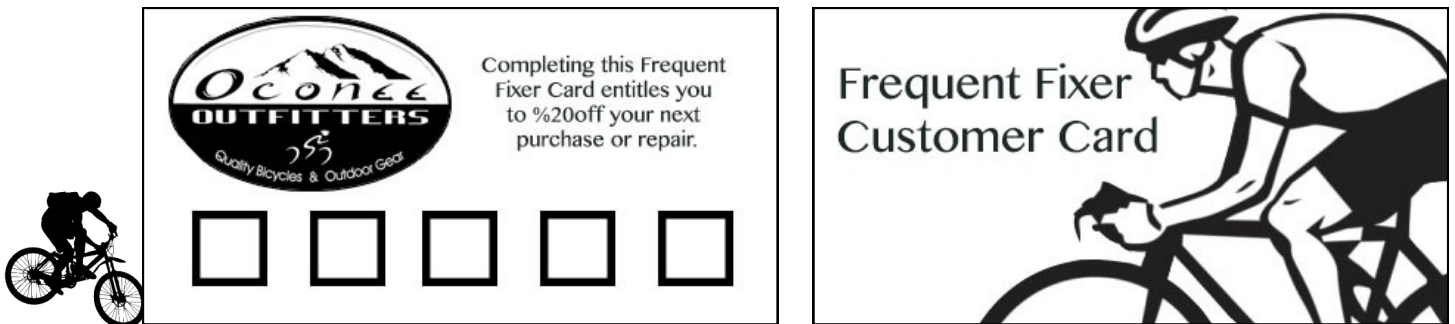 Oconee
OUTFITTERS
Quality Bicycles & Outdoor Gear
Completing this Frequent
Fixer Card entitles you
to %20off your next
purchase or repair.
Frequent Fixer
Customer Card